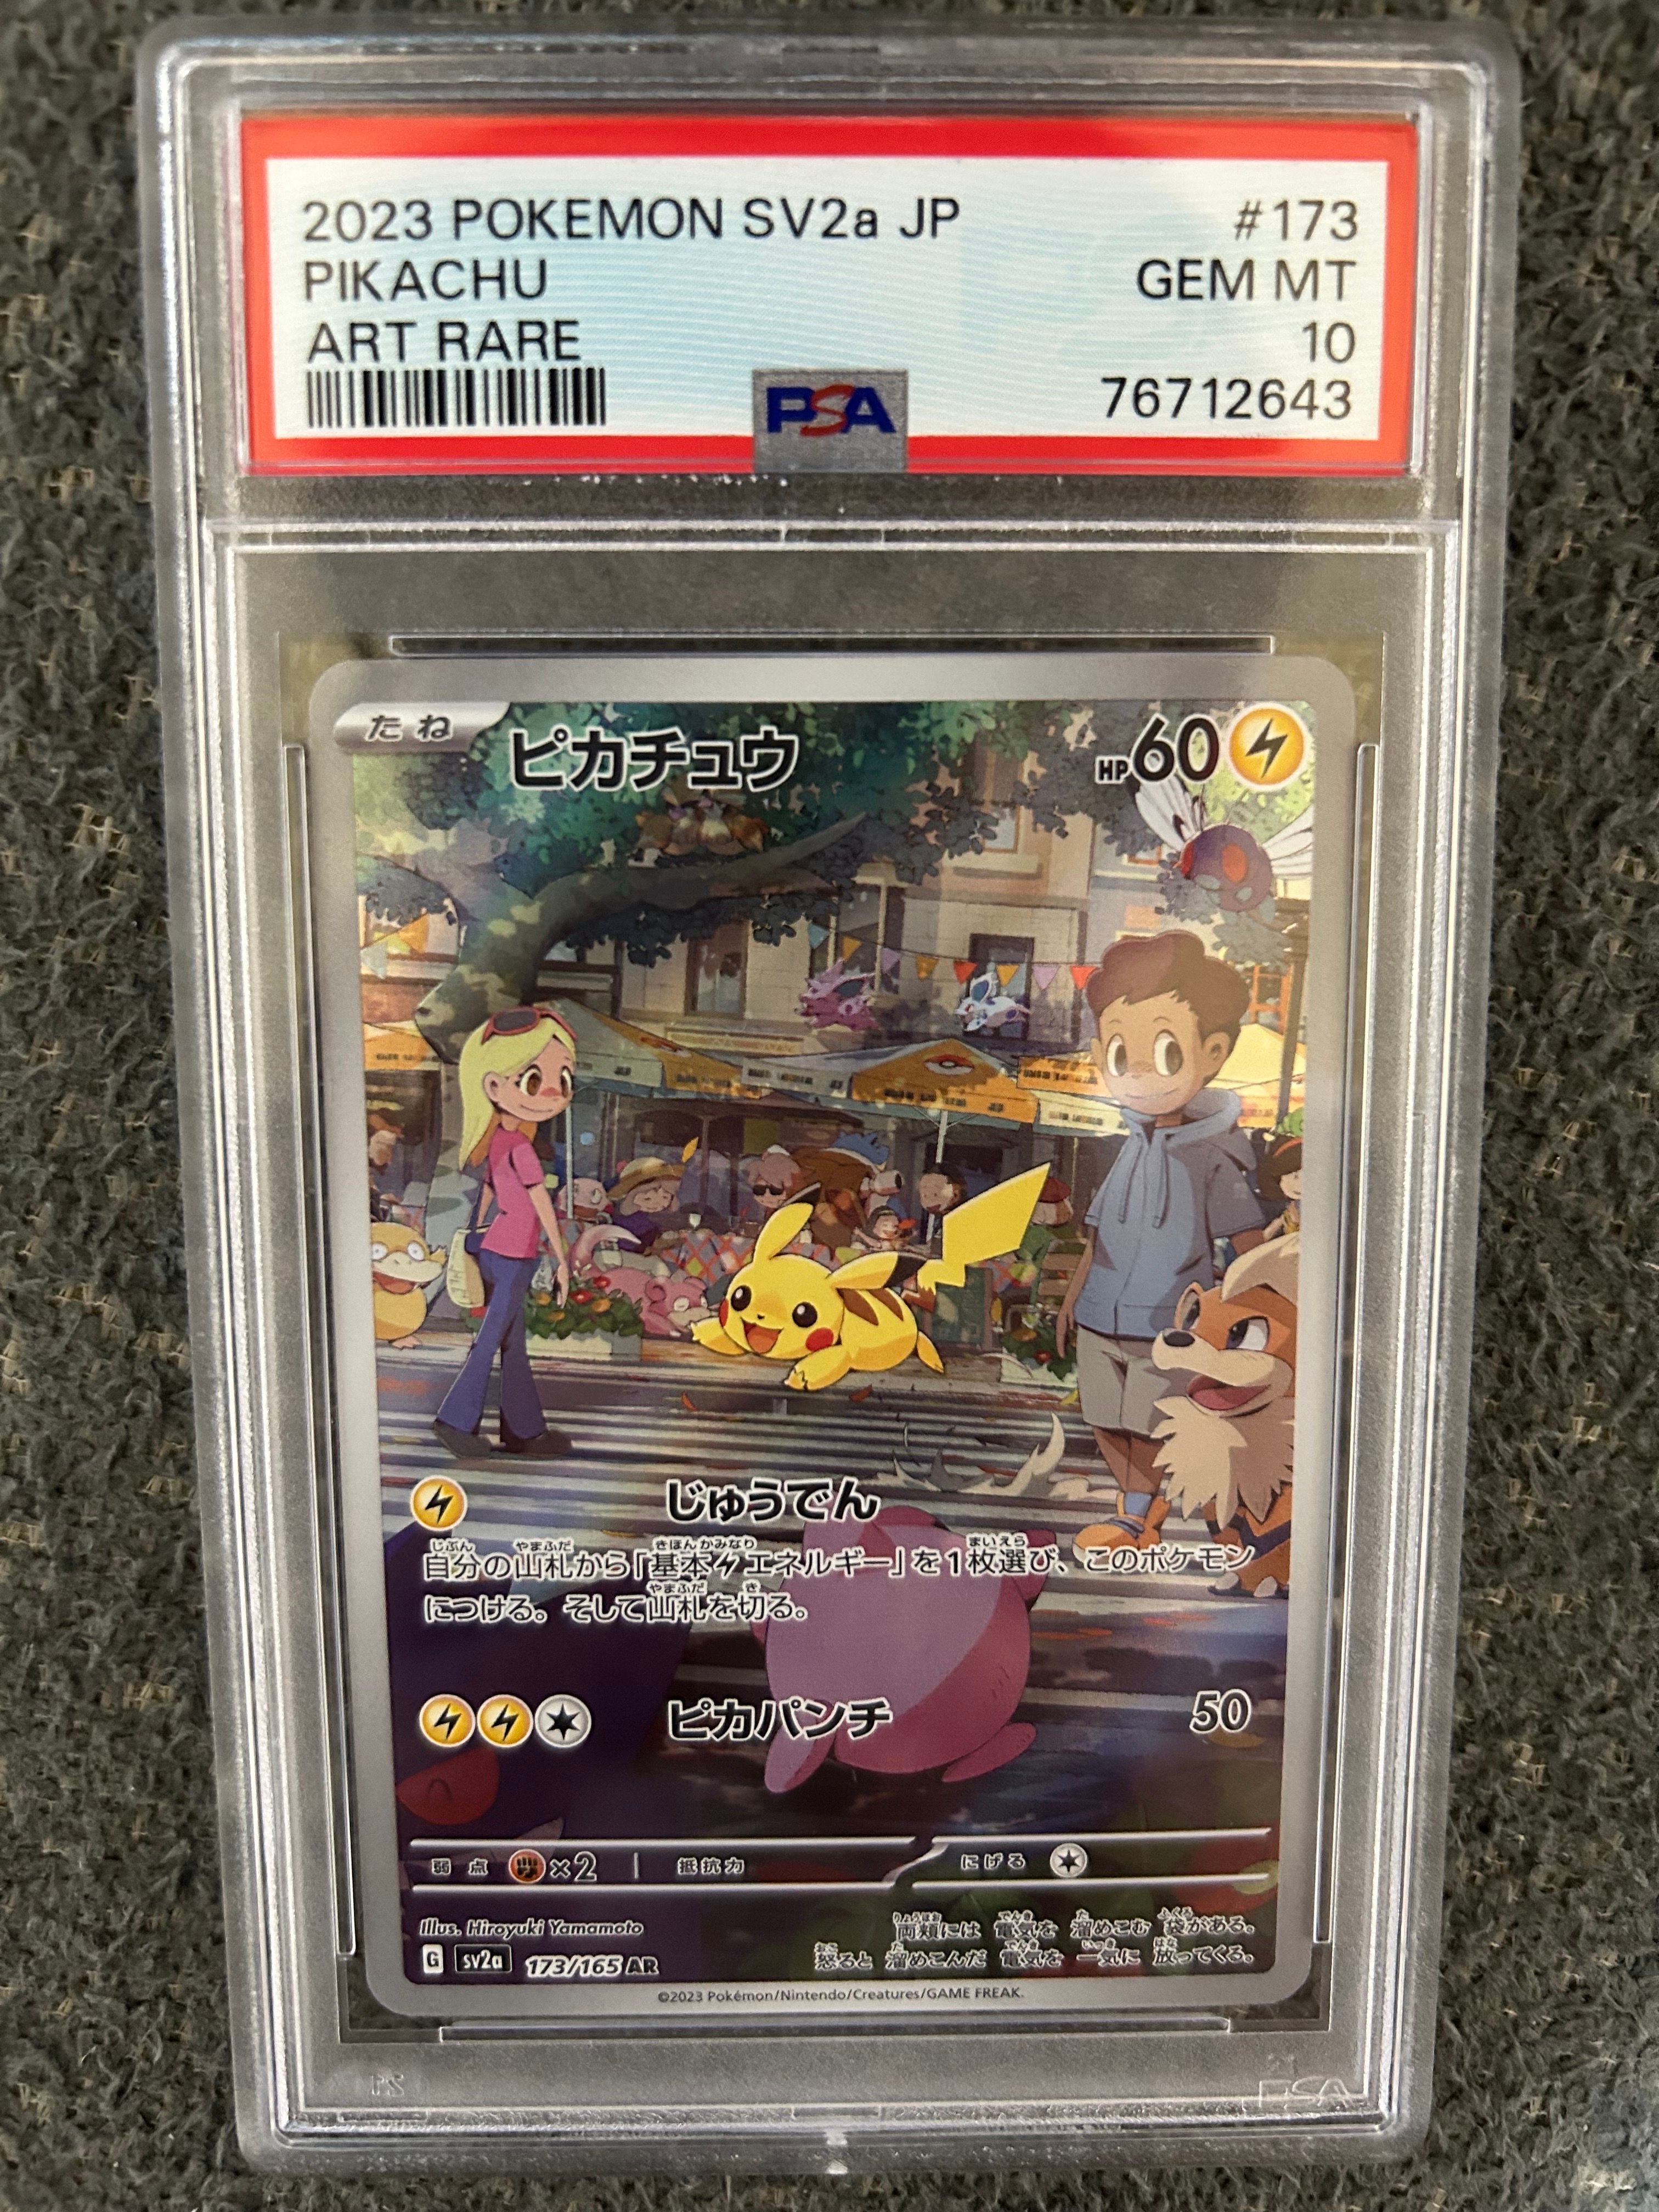 2023 POKEMON SV2a JP #173
PIKACHU GEM MT
ART RARE 10
PSA 76712643
たね ピカチュウ HP60
じゅうでん
自分の山札から「基本エネルギー」を1枚選び、このポケモン
につける。そして山札を切る。
ピカパンチ 50
弱点 ×2 抵抗力 にげる
Illus. Hiroyuki Yamamoto
両頬には 電気を 溜めこむ 袋がある。
怒ると 溜めこんだ 電気を 一気に 放ってくる。
G sv2a 173/165 AR
©2023 Pokémon/Nintendo/Creatures/GAME FREAK.
PSA